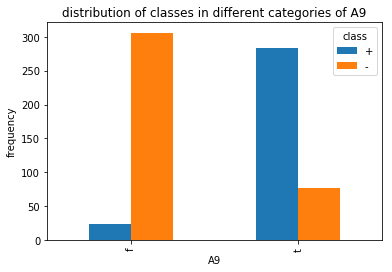 distribution of classes in different categories of A9
class
+
-
frequency
300
250
200
150
100
50
0
f
t
A9